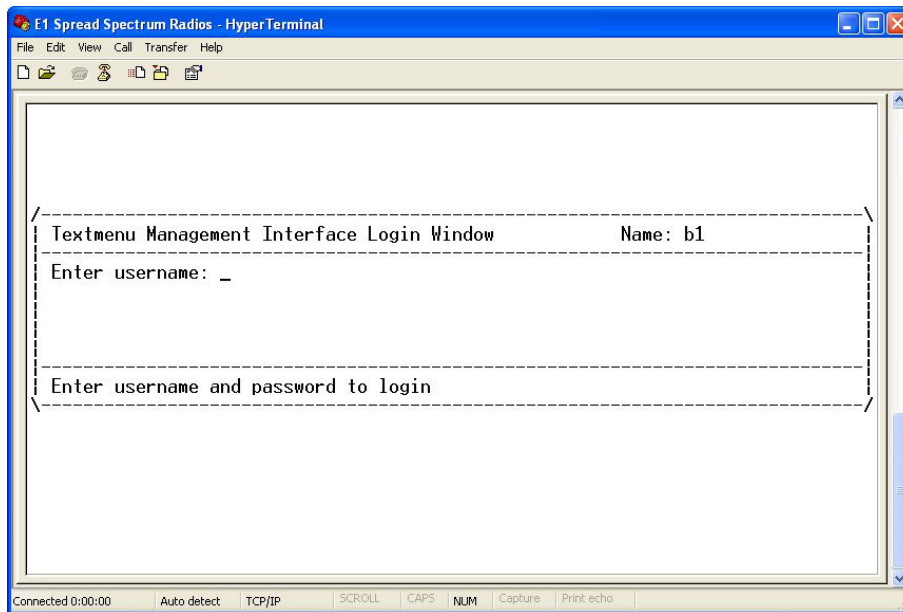 E1 Spread Spectrum Radios - HyperTerminal
File Edit View Call Transfer Help
Textmenu Management Interface Login Window Name: b1
Enter username: _
Enter username and password to login
Connected 0:00:00 Auto detect TCP/IP SCROLL CAPS NUM Capture Print echo